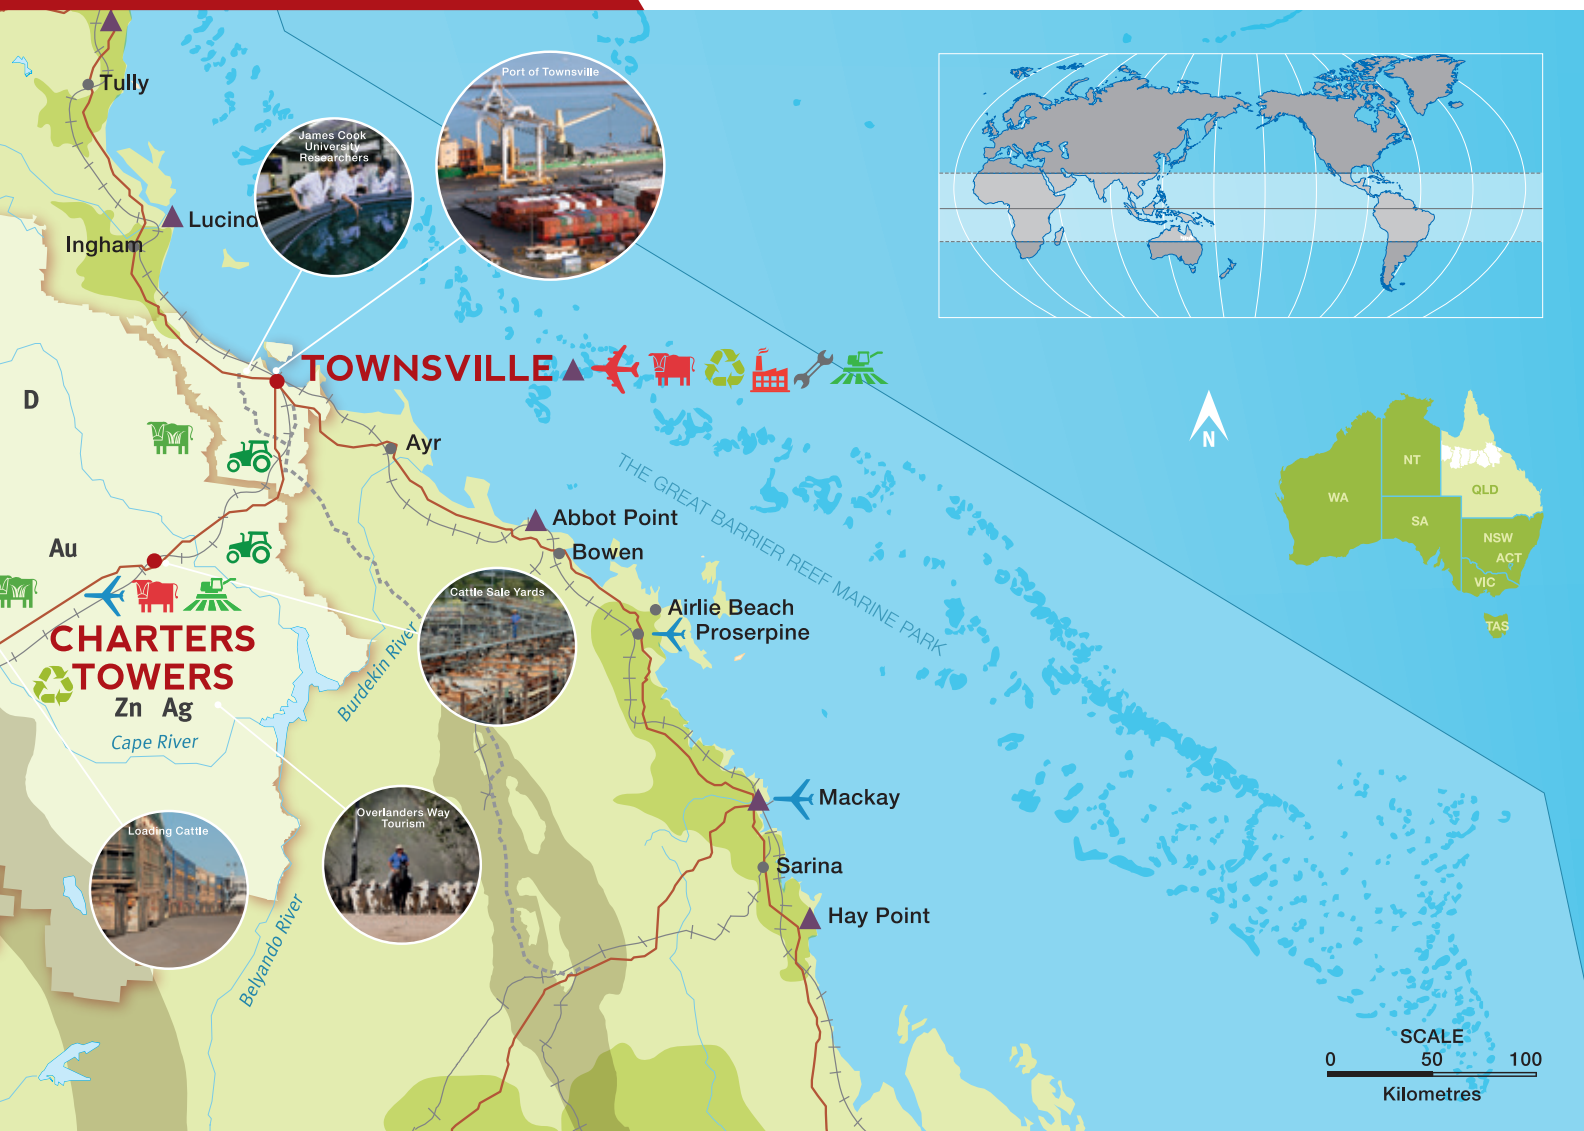 Tully
Port of Townsville
James Cook
University
Researchers
Lucind
Ingham
TOWNSVILLE
D
Ayr
N
NT
WA
QLD
SA
NSW
ACT
VIC
TAS
THE GREAT BARRIER REEF MARINE PARK
Abbot Point
Au
Bowen
Cattle Sale Yards
Airlie Beach
Proserpine
CHARTERS
TOWERS
Zn Ag
Cape River
Burdekin River
Mackay
Overlanders Way
Tourism
Loading Cattle
Sarina
Hay Point
Belyando River
SCALE
0 50 100
Kilometres